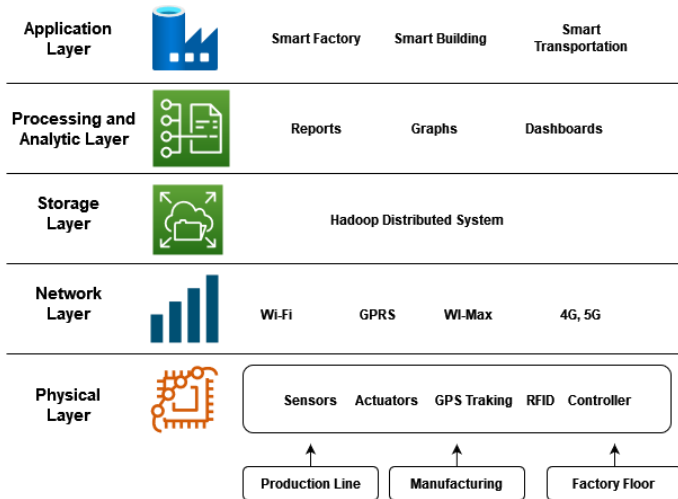 Application
Layer
Smart Factory
Smart Building
Smart
Transportation
Processing and
Analytic Layer
Reports
Graphs
Dashboards
Storage
Layer
Hadoop Distributed System
Network
Layer
Wi-Fi
GPRS
WI-Max
4G, 5G
Physical
Layer
Sensors
Actuators
GPS Traking
RFID
Controller
Production Line
Manufacturing
Factory Floor